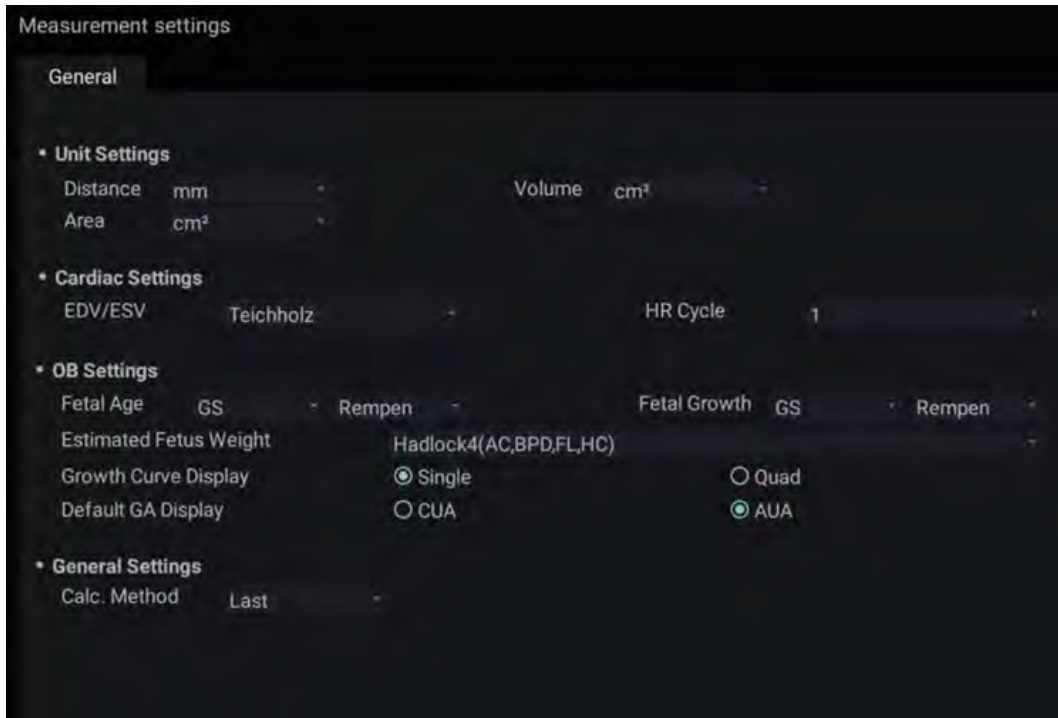 Measurement settings
General
• Unit Settings
Distance mm Volume cm³
Area cm²
• Cardiac Settings
EDV/ESV Teichholz HR Cycle 1
• OB Settings
Fetal Age GS Rempen Fetal Growth GS Rempen
Estimated Fetus Weight Hadlock4(AC,BPD,FL,HC)
Growth Curve Display Single Quad
Default GA Display CUA AUA
• General Settings
Calc. Method Last